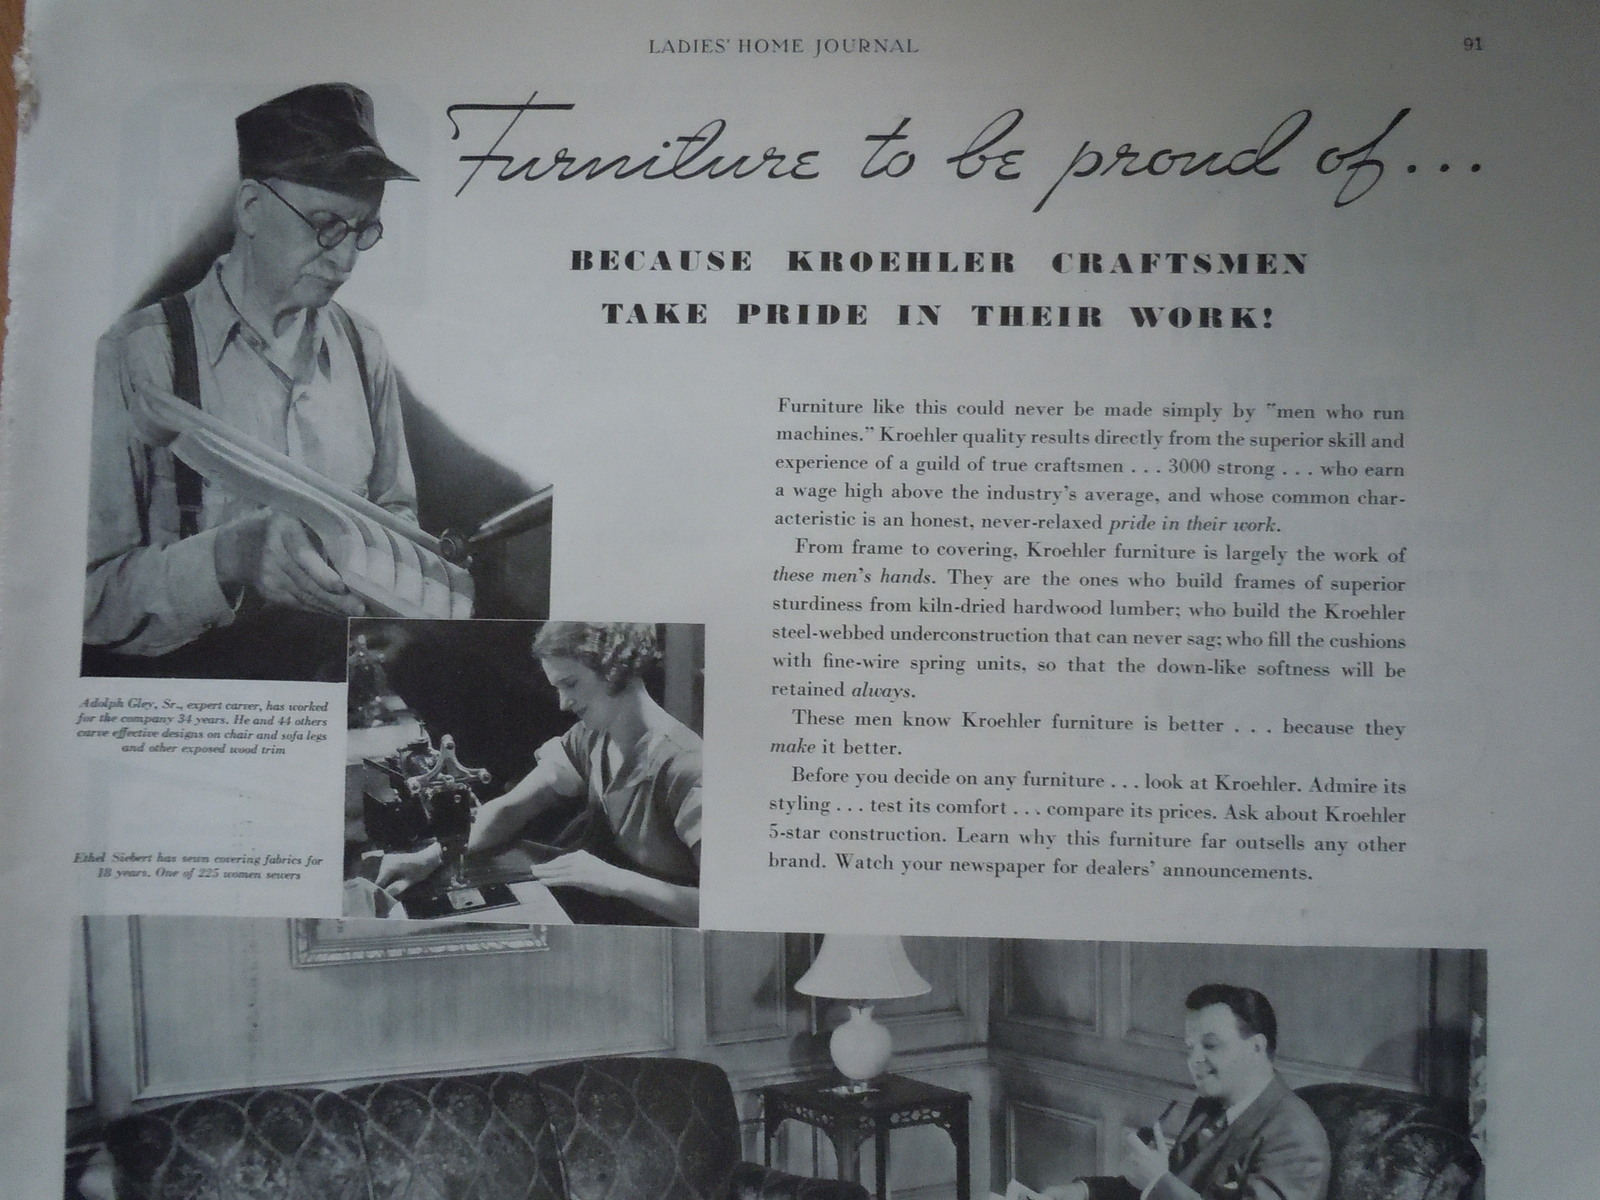 LADIES' HOME JOURNAL
91
Furniture to be proud of...
BECAUSE KROEHLER CRAFTSMEN
TAKE PRIDE IN THEIR WORK!
Furniture like this could never be made simply by "men who run
machines." Kroehler quality results directly from the superior skill and
experience of a guild of true craftsmen . . . 3000 strong . . . who earn
a wage high above the industry's average, and whose common char-
acteristic is an honest, never-relaxed pride in their work.
From frame to covering, Kroehler furniture is largely the work of
these men's hands. They are the ones who build frames of superior
sturdiness from kiln-dried hardwood lumber; who build the Kroehler
steel-webbed underconstruction that can never sag; who fill the cushions
with fine-wire spring units, so that the down-like softness will be
retained always.
These men know Kroehler furniture is better . . . because they
make it better.
Before you decide on any furniture . . . look at Kroehler. Admire its
styling . . . test its comfort . . . compare its prices. Ask about Kroehler
5-star construction. Learn why this furniture far outsells any other
brand. Watch your newspaper for dealers' announcements.
Adolph Gley, Sr., expert carver, has worked
for the company 34 years. He and 44 others
carve effective designs on chair and sofa legs
and other exposed wood trim
Ethel Siebert has sewn covering fabrics for
18 years. One of 225 women sewers